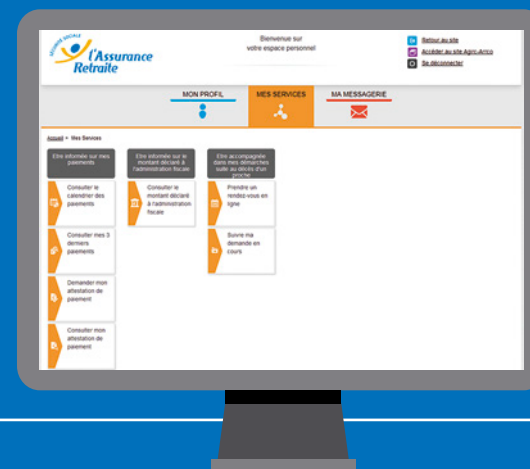 SÉCURITÉ SOCIALE
l'Assurance
Retraite
Bienvenue sur
votre espace personnel
Retour au site
Accéder au site Agirc-Arrco
Se déconnecter
MON PROFIL
MES SERVICES
MA MESSAGERIE
Accueil > Mes Services
Etre informée sur mes
paiements
Etre informée sur le
montant déclaré à
l'administration fiscale
Etre accompagnée
dans mes démarches
suite au décès d'un
proche
Consulter le
calendrier des
paiements
Consulter le
montant déclaré
à l'administration
fiscale
Prendre un
rendez-vous en
ligne
Consulter mes 3
derniers
paiements
Suivre ma
demande en
cours
Demander mon
attestation de
paiement
Consulter mon
attestation de
paiement